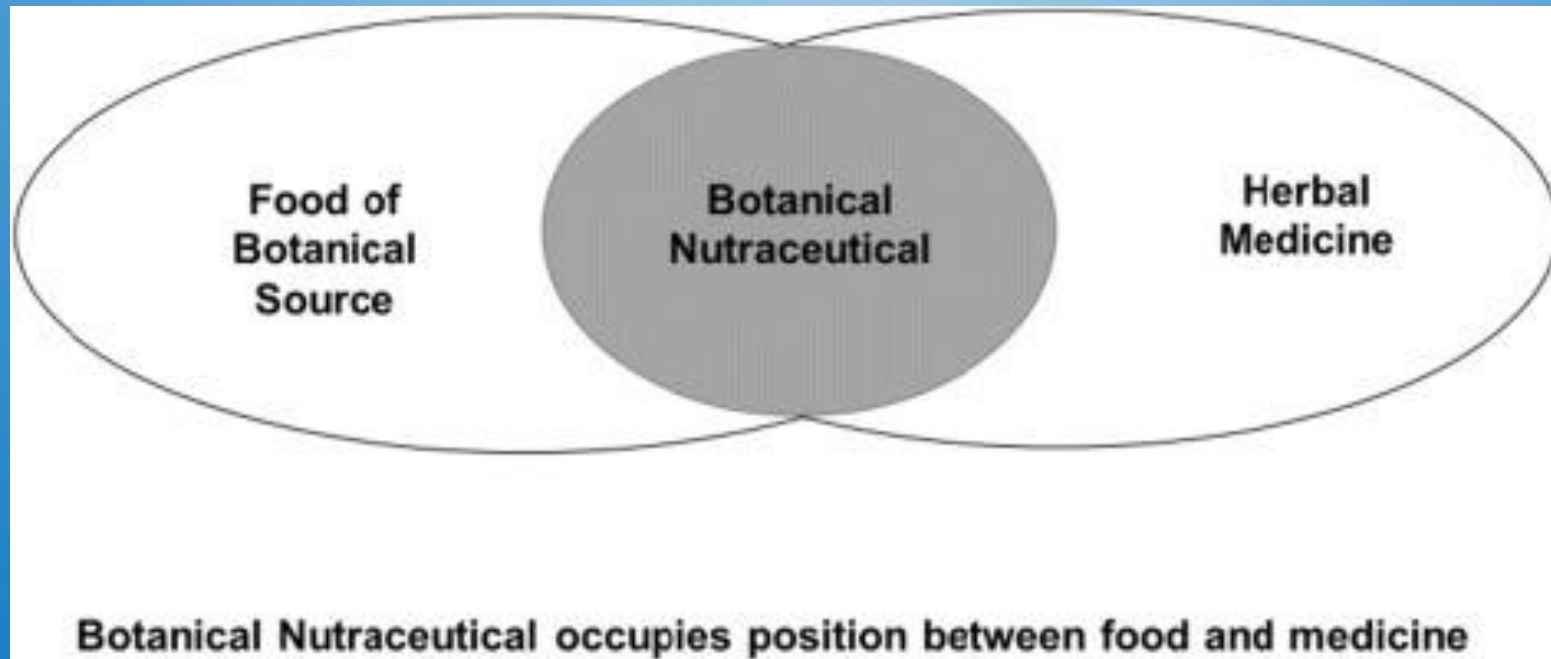 Food of
Botanical
Source
Botanical
Nutraceutical
Herbal
Medicine
Botanical Nutraceutical occupies position between food and medicine